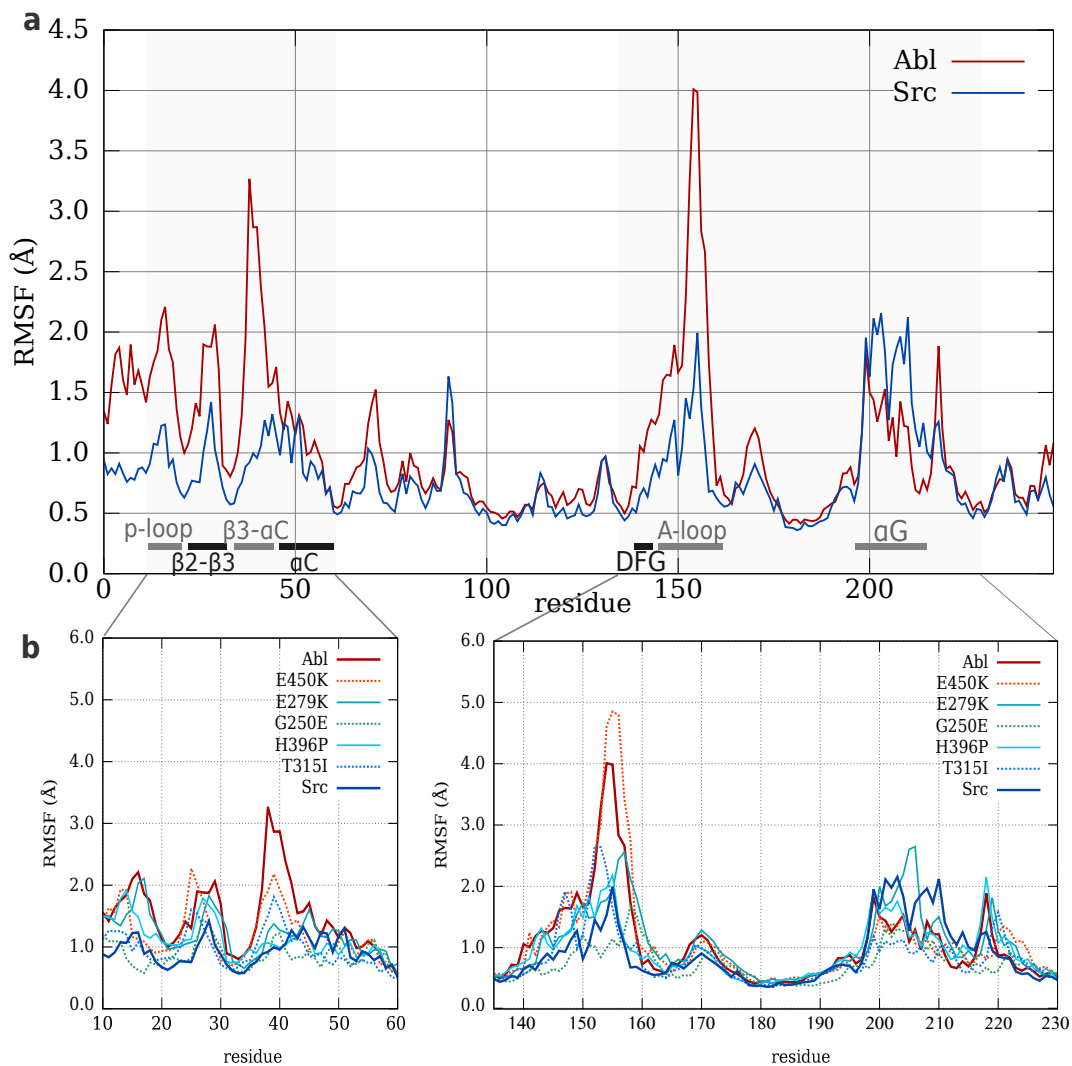 a
4.5
4.0
3.5
3.0
2.5
2.0
1.5
1.0
0.5
0.0
RMSF (Å)
Abl
Src
p-loop
β3-αC
A-loop
αG
β2-β3
αC
DFG
0
50
150
200
residue
b
6.0
5.0
4.0
3.0
2.0
1.0
0.0
RMSF (Å)
Abl
E450K
E279K
G250E
H396P
T315I
Src
10
20
30
40
50
60
residue
6.0
5.0
4.0
3.0
2.0
1.0
0.0
RMSF (Å)
Abl
E450K
E279K
G250E
H396P
T315I
Src
140
150
160
170
180
190
200
210
220
230
residue
100